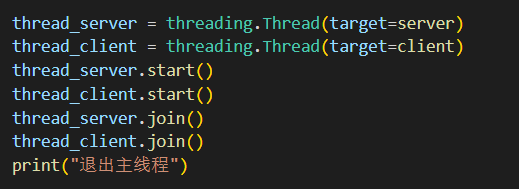 thread_server = threading.Thread(target=server)
thread_client = threading.Thread(target=client)
thread_server.start()
thread_client.start()
thread_server.join()
thread_client.join()
print("退出主线程")